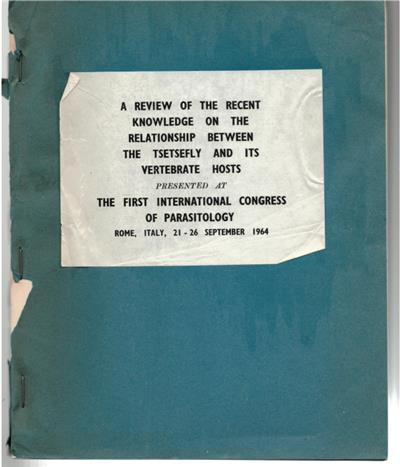 A REVIEW OF THE RECENT
KNOWLEDGE ON THE
RELATIONSHIP BETWEEN
THE TSETSEFLY AND ITS
VERTEBRATE HOSTS
PRESENTED AT
THE FIRST INTERNATIONAL CONGRESS
OF PARASITOLOGY
ROME, ITALY, 21 - 26 SEPTEMBER 1964